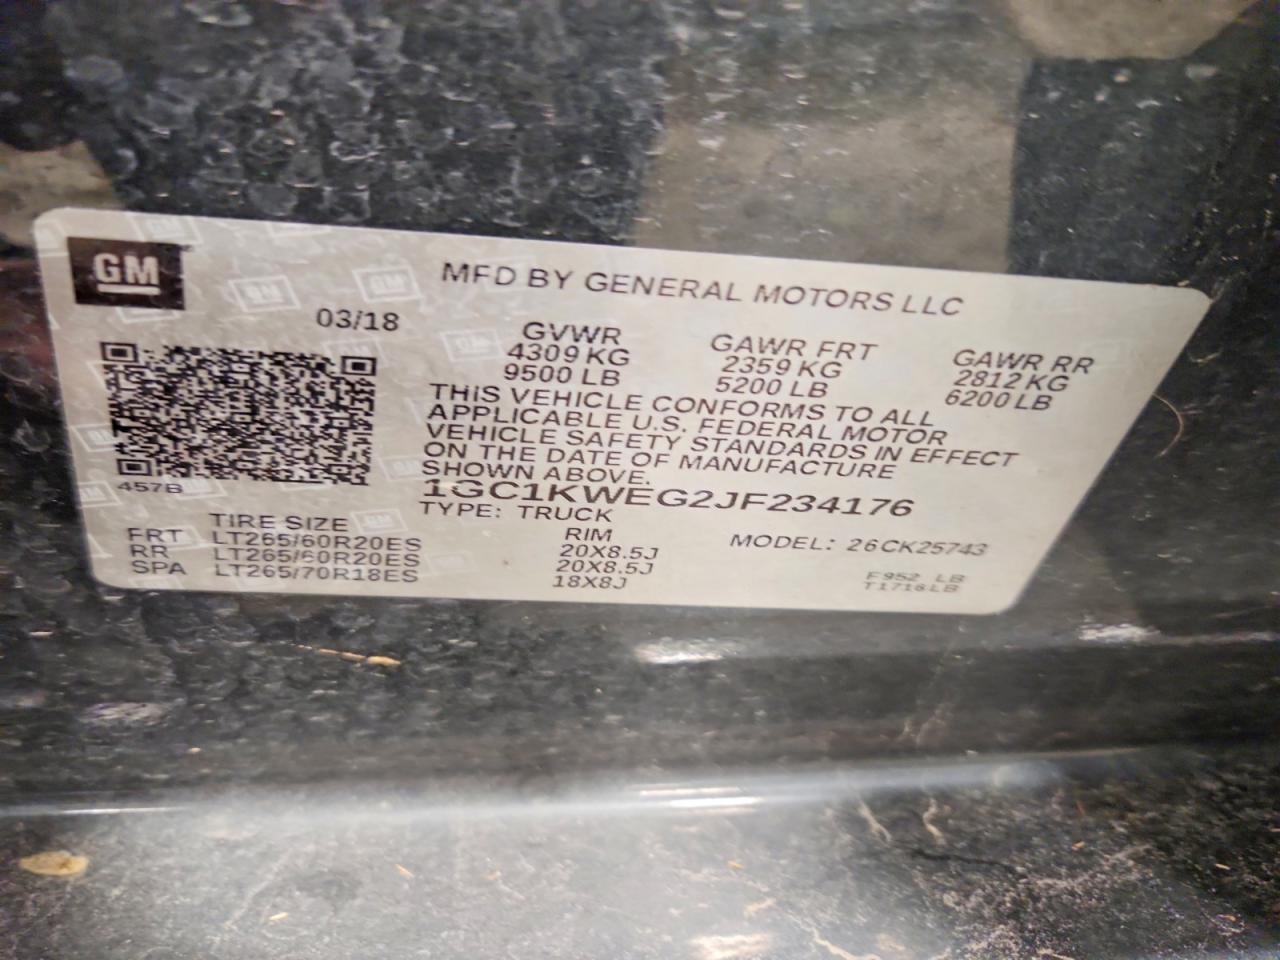 GM
MFD BY GENERAL MOTORS LLC
03/18
GVWR GAWR FRT GAWR RR
4309 KG 2359 KG 2812 KG
9500 LB 5200 LB 6200 LB
THIS VEHICLE CONFORMS TO ALL
APPLICABLE U.S. FEDERAL MOTOR
VEHICLE SAFETY STANDARDS IN EFFECT
ON THE DATE OF MANUFACTURE
SHOWN ABOVE.
457B
1GC1KWEG2JF234176
TYPE: TRUCK
TIRE SIZE RIM MODEL: 26CK25743
FRT LT265/60R20ES 20X8.5J
RR LT265/60R20ES 20X8.5J
SPA LT265/70R18ES 18X8J
F952 LB
T1716LB